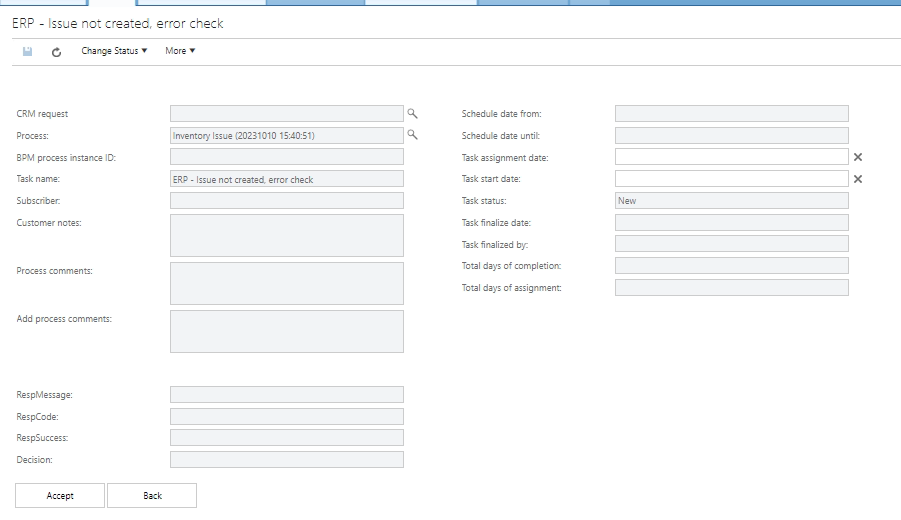 ERP - Issue not created, error check
Change Status ▼ More ▼
CRM request
Process: Inventory Issue (20231010 15:40:51)
BPM process instance ID:
Task name: ERP - Issue not created, error check
Subscriber:
Customer notes:
Process comments:
Add process comments:
RespMessage:
RespCode:
RespSuccess:
Decision:
Accept Back
Schedule date from:
Schedule date until:
Task assignment date:
Task start date:
Task status: New
Task finalize date:
Task finalized by:
Total days of completion:
Total days of assignment: